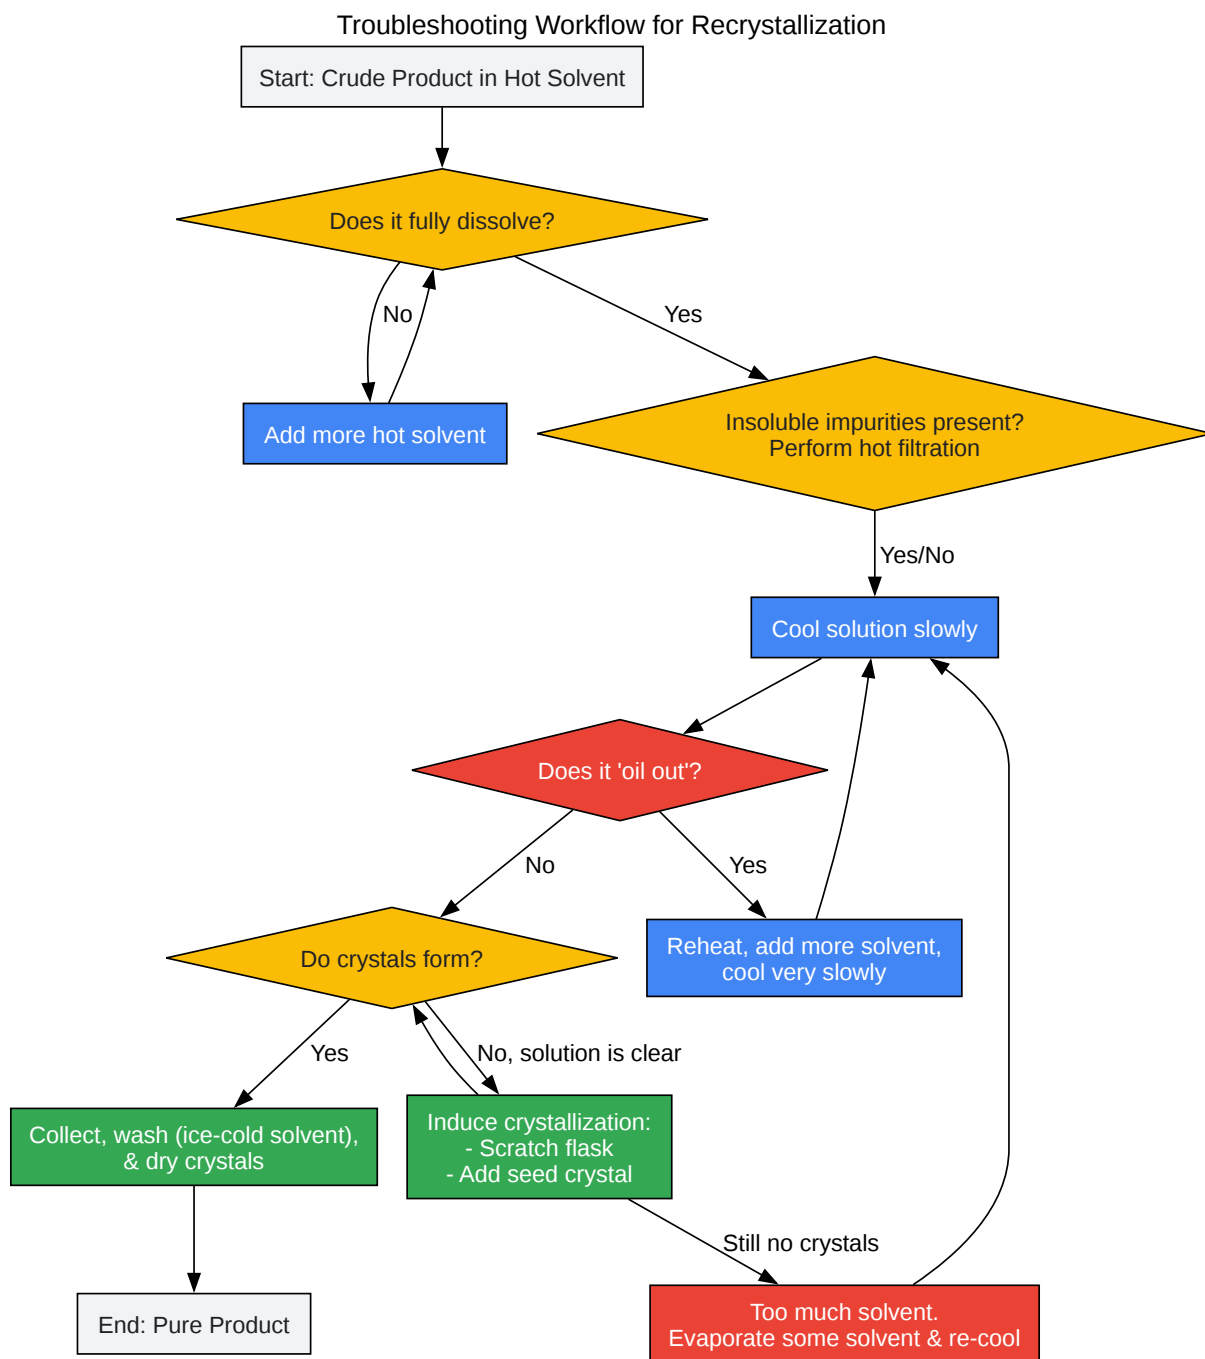 Troubleshooting Workflow for Recrystallization
Start: Crude Product in Hot Solvent
Does it fully dissolve?
No
Yes
Add more hot solvent
Insoluble impurities present?
Perform hot filtration
Yes/No
Cool solution slowly
Does it 'oil out'?
No
Yes
Do crystals form?
Reheat, add more solvent,
cool very slowly
Yes
No, solution is clear
Collect, wash (ice-cold solvent),
& dry crystals
Induce crystallization:
- Scratch flask
- Add seed crystal
Still no crystals
End: Pure Product
Too much solvent.
Evaporate some solvent & re-cool